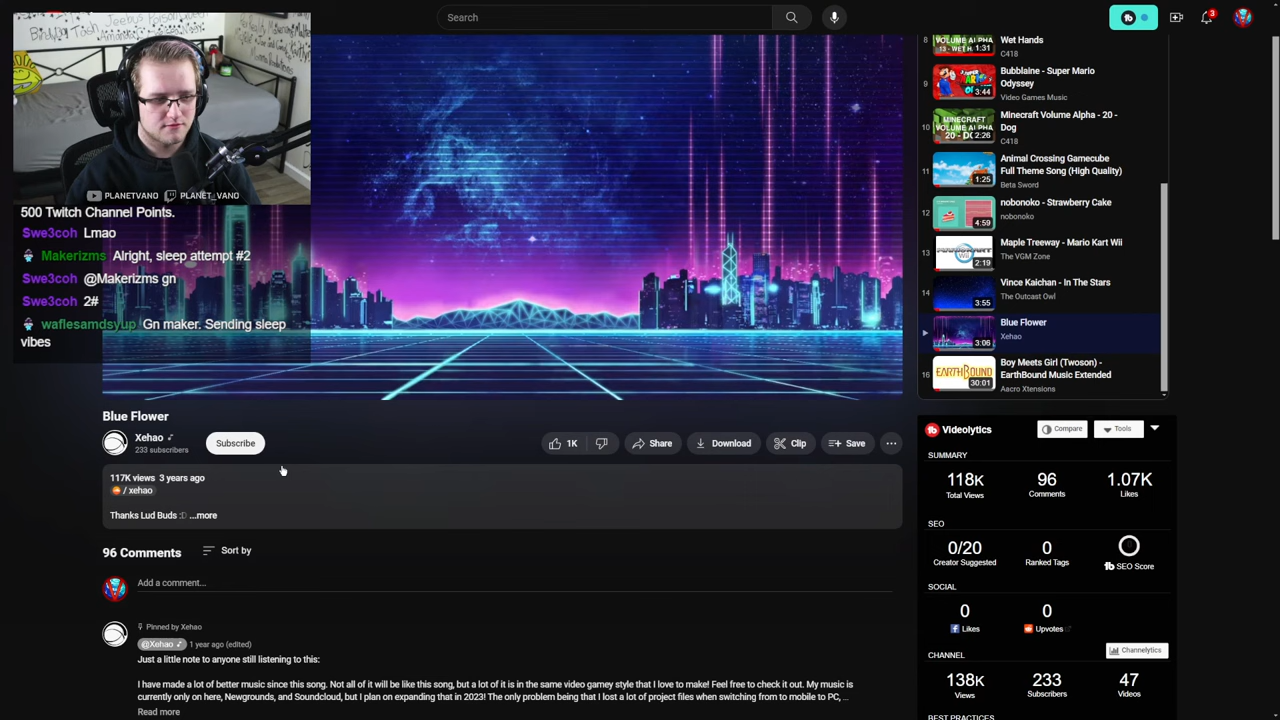 Search
3
PLANETVANO
PLANET_VANO
500 Twitch Channel Points.
Swe3coh Lmao
Makerizms Alright, sleep attempt #2
Swe3coh @Makerizms gn
Swe3coh 2#
waflesamdsyup Gn maker. Sending sleep
vibes
Blue Flower
Xehao
233 subscribers
Subscribe
1K
Share
Download
Clip
Save
117K views 3 years ago
/ xehao
Thanks Lud Buds :D ...more
96 Comments
Sort by
Add a comment...
Pinned by Xehao
@Xehao
1 year ago (edited)
Just a little note to anyone still listening to this:
I have made a lot of better music since this song. Not all of it will be like this song, but a lot of it is in the same video gamey style that I love to make! Feel free to check it out. My music is
currently only on here, Newgrounds, and Soundcloud, but I plan on expanding that in 2023! The only problem being that I lost a lot of project files when switching from to mobile to PC, ...
Read more
8
VOLUME ALPHA
13 - WET H
1:31
Wet Hands
C418
9
3:44
Bubblaine - Super Mario
Odyssey
Video Games Music
10
MINECRAFT
VOLUME ALPHA
20 - DO
2:26
Minecraft Volume Alpha - 20 -
Dog
C418
11
1:25
Animal Crossing Gamecube
Full Theme Song (High Quality)
Beta Sword
12
4:59
nobonoko - Strawberry Cake
nobonoko
13
2:19
Maple Treeway - Mario Kart Wii
The VGM Zone
14
3:55
Vince Kaichan - In The Stars
The Outcast Owl
3:06
Blue Flower
Xehao
16
EARTHBOUND
30:01
Boy Meets Girl (Twoson) -
EarthBound Music Extended
Aacro Xtensions
Videolytics
Compare
Tools
SUMMARY
118K
Total Views
96
Comments
1.07K
Likes
SEO
0/20
Creator Suggested
0
Ranked Tags
SEO Score
SOCIAL
0
Likes
0
Upvotes
CHANNEL
Channelytics
138K
Views
233
Subscribers
47
Videos
BEST PRACTICES